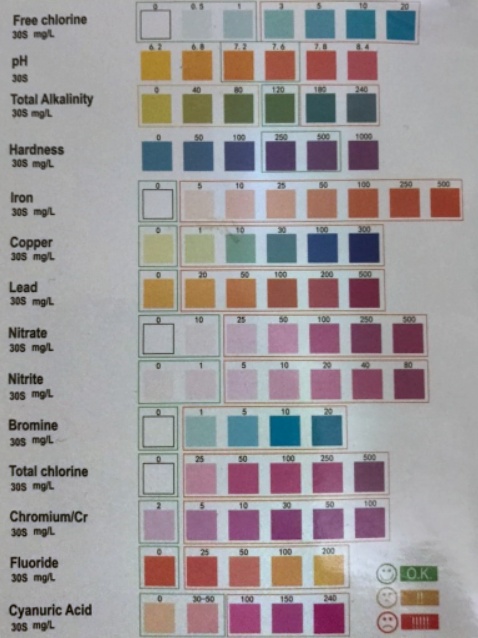 0 0.5 1 3 5 10 20
Free chlorine
30S mg/L
6.2 6.8 7.2 7.6 7.8 8.4
pH
30S
0 40 80 120 180 240
Total Alkalinity
30S mg/L
0 50 100 250 500 1000
Hardness
30S mg/L
0 5 10 25 50 100 250 500
Iron
30S mg/L
0 1 10 30 100 300
Copper
30S mg/L
0 20 50 100 200 500
Lead
30S mg/L
0 10 25 50 100 250 500
Nitrate
30S mg/L
0 1 5 10 20 40 80
Nitrite
30S mg/L
0 1 5 10 20
Bromine
30S mg/L
0 25 50 100 250 500
Total chlorine
30S mg/L
2 5 10 30 50 100
Chromium/Cr
30S mg/L
0 25 50 100 200
Fluoride
30S mg/L
O.K.
!!
0 30-50 100 150 240
Cyanuric Acid
30S mg/L
!!!!!